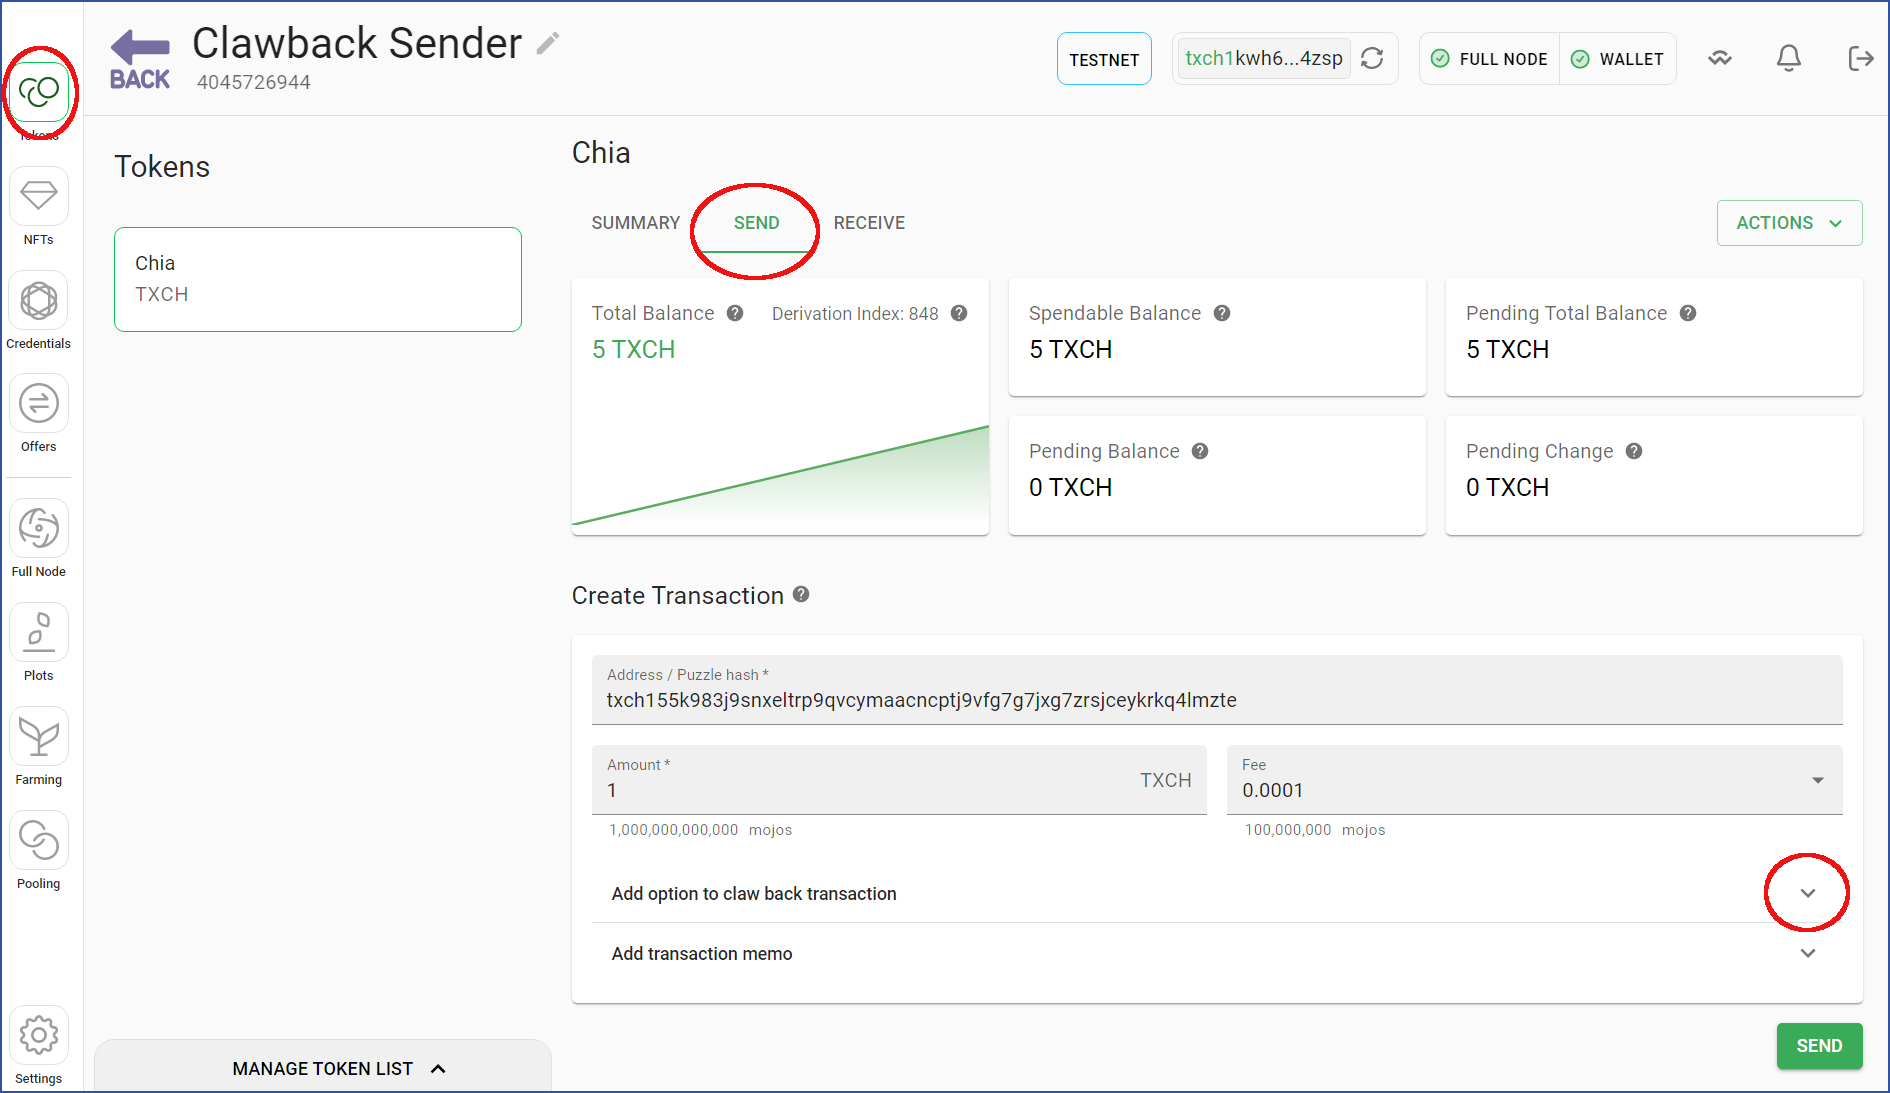 Clawback Sender
BACK
4045726944
TESTNET
txch1kwh6...4zsp
FULL NODE
WALLET
Tokens
NFTs
Credentials
Offers
Full Node
Plots
Farming
Pooling
Settings
Tokens
Chia
TXCH
MANAGE TOKEN LIST
Chia
SUMMARY
SEND
RECEIVE
ACTIONS
Total Balance
Derivation Index: 848
5 TXCH
Spendable Balance
5 TXCH
Pending Total Balance
5 TXCH
Pending Balance
0 TXCH
Pending Change
0 TXCH
Create Transaction
Address / Puzzle hash *
txch155k983j9snxeltrp9qvcymaacncptj9vfg7g7jxg7zrsjceykrkq4lmzte
Amount *
1
TXCH
1,000,000,000,000 mojos
Fee
0.0001
100,000,000 mojos
Add option to claw back transaction
Add transaction memo
SEND